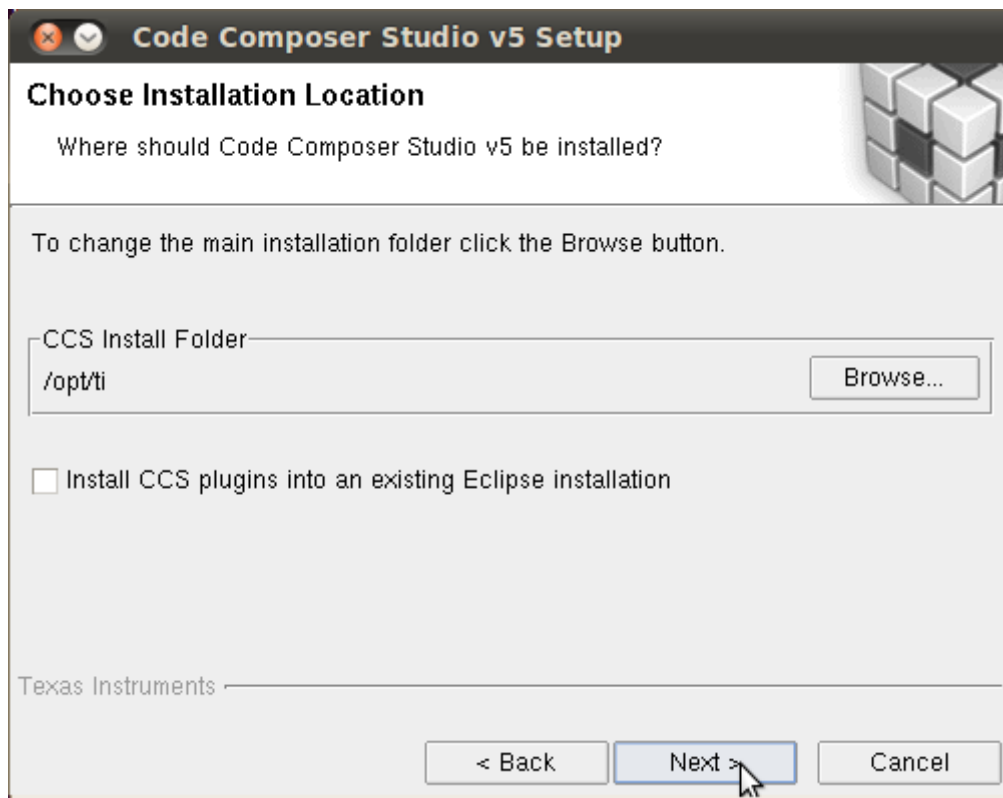 Code Composer Studio v5 Setup
Choose Installation Location
Where should Code Composer Studio v5 be installed?
To change the main installation folder click the Browse button.
CCS Install Folder
/opt/ti
Browse...
Install CCS plugins into an existing Eclipse installation
Texas Instruments
< Back Next > Cancel